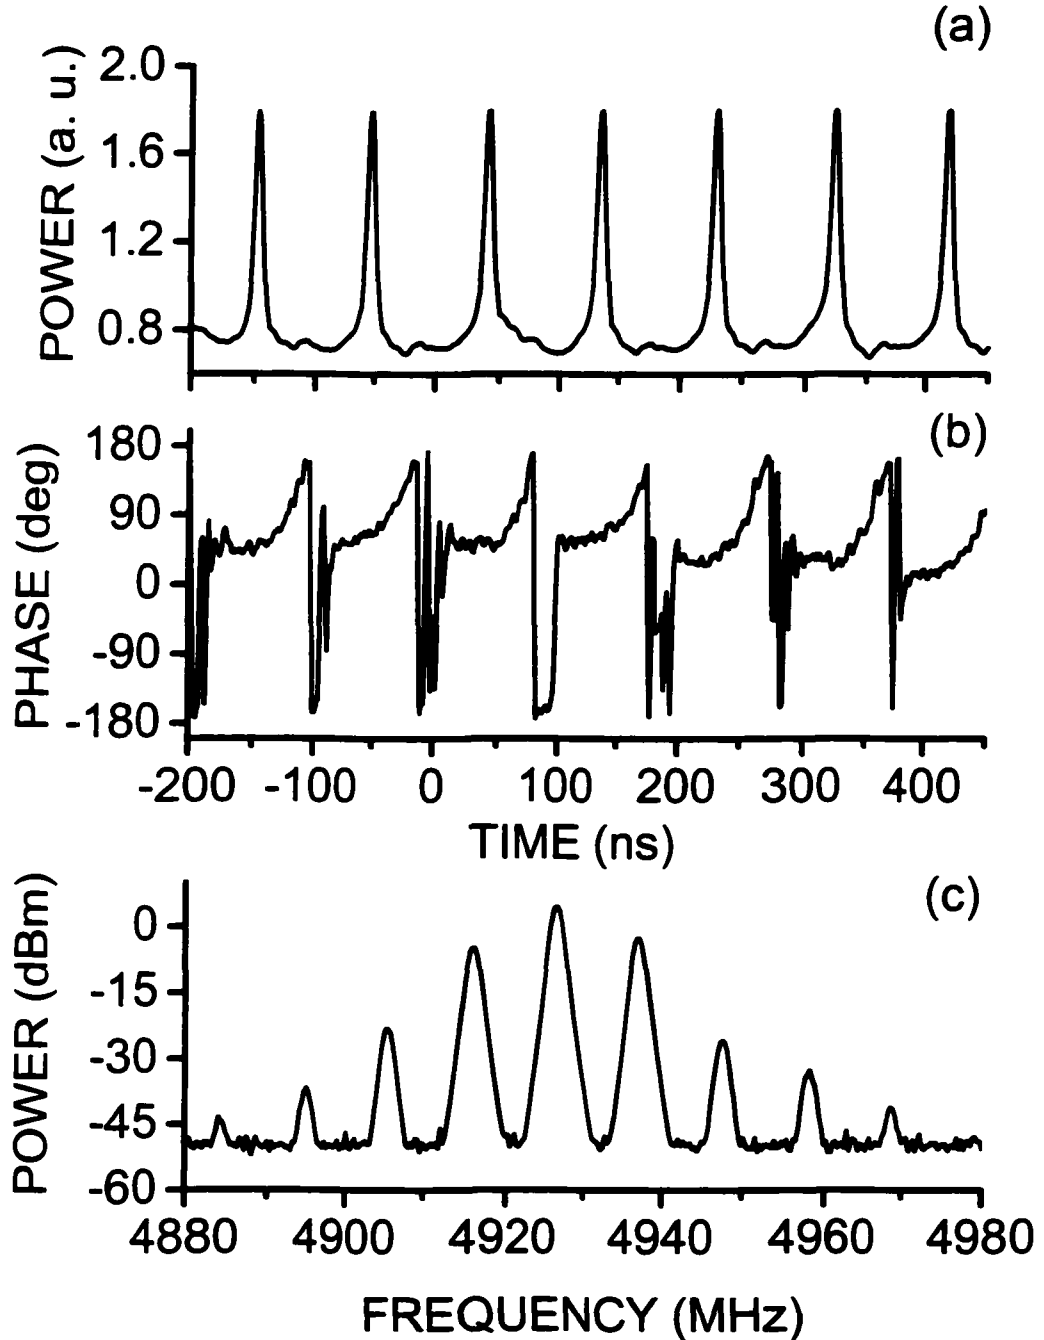 (a)
POWER (a. u.)
2.0
1.6
1.2
0.8
(b)
PHASE (deg)
180
90
0
-90
-180
-200 -100 0 100 200 300 400
TIME (ns)
(c)
POWER (dBm)
0
-15
-30
-45
-60
4880 4900 4920 4940 4960 4980
FREQUENCY (MHz)